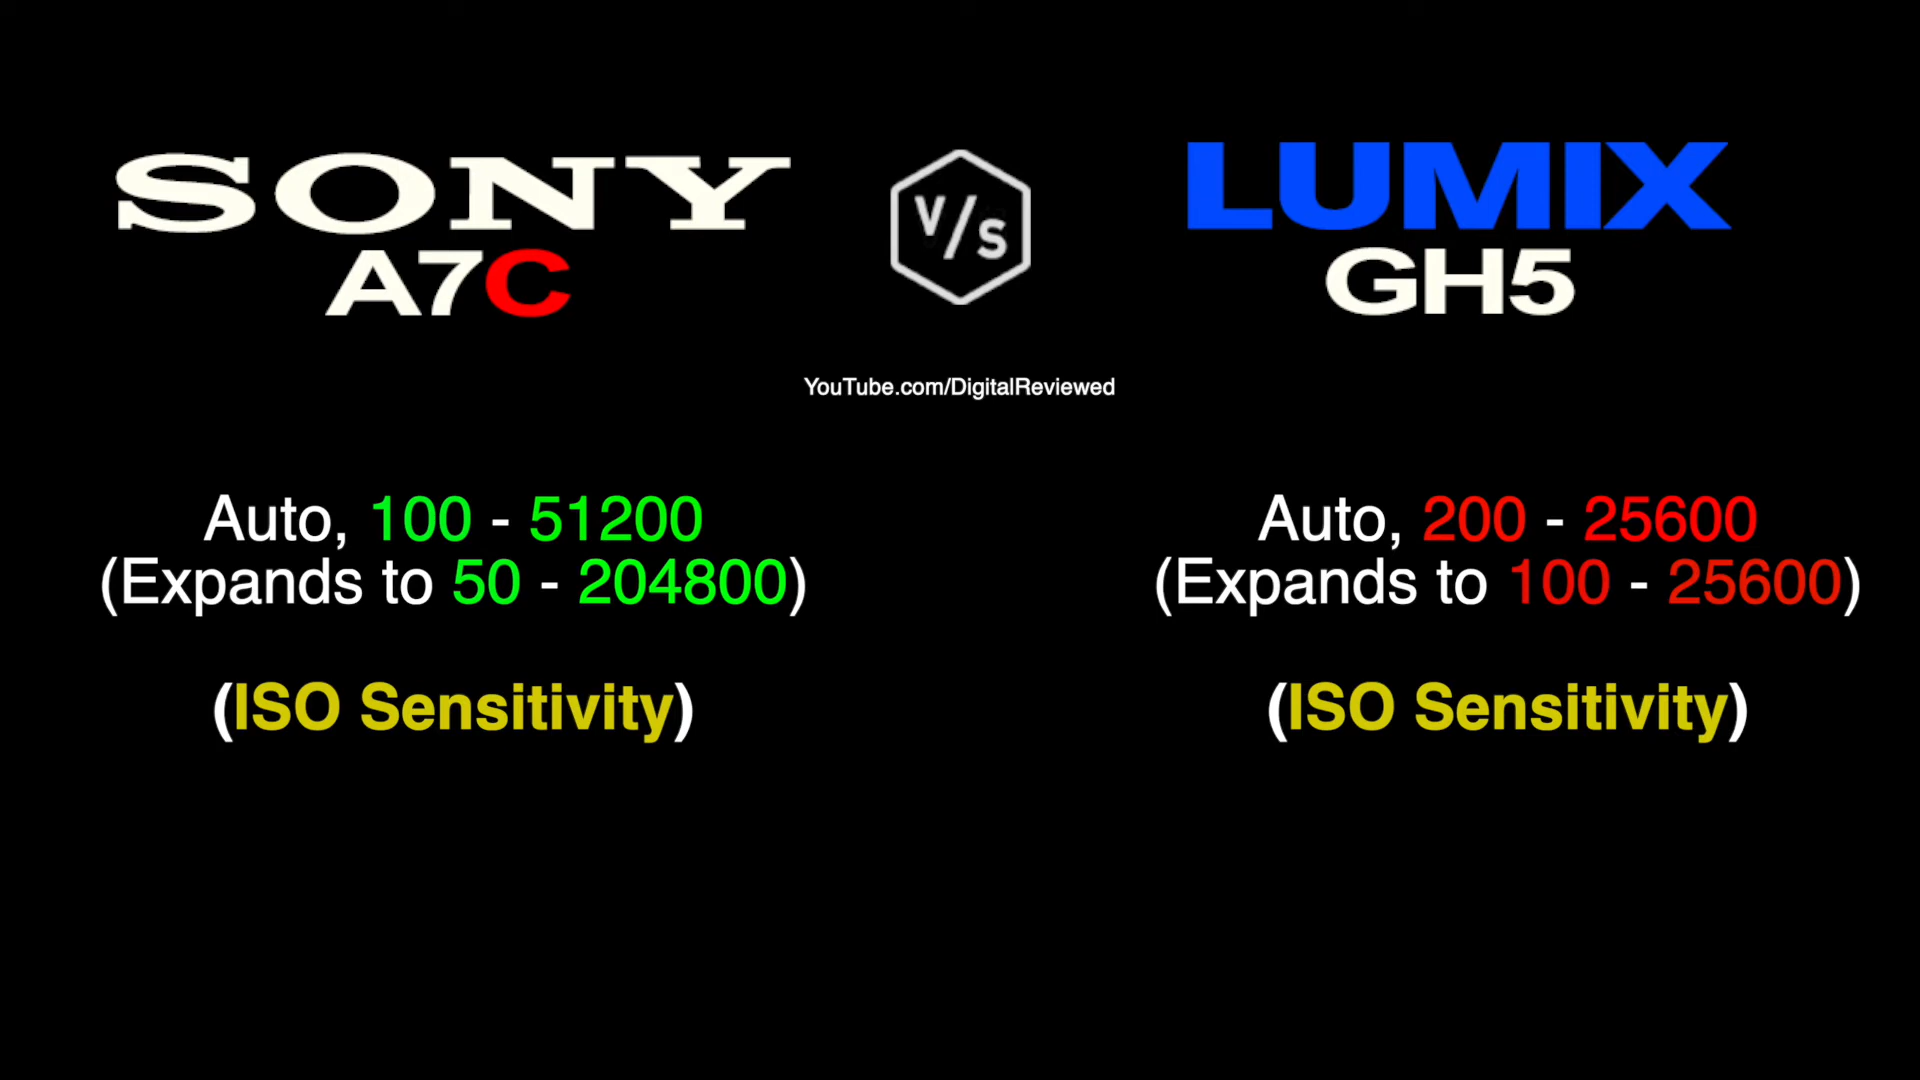 SONY
A7C
V/S
LUMIX
GH5
YouTube.com/DigitalReviewed
Auto, 100 - 51200
(Expands to 50 - 204800)
(ISO Sensitivity)
Auto, 200 - 25600
(Expands to 100 - 25600)
(ISO Sensitivity)